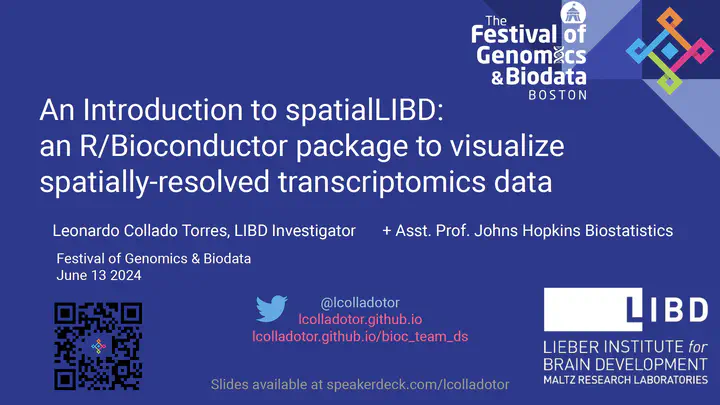 The
Festival of
Genomics
& Biodata
BOSTON
An Introduction to spatialLIBD:
an R/Bioconductor package to visualize
spatially-resolved transcriptomics data
Leonardo Collado Torres, LIBD Investigator + Asst. Prof. Johns Hopkins Biostatistics
Festival of Genomics & Biodata
June 13 2024
@lcolladotor
lcolladotor.github.io
lcolladotor.github.io/bioc_team_ds
LIBD
LIEBER INSTITUTE for
BRAIN DEVELOPMENT
MALTZ RESEARCH LABORATORIES
Slides available at speakerdeck.com/lcolladotor